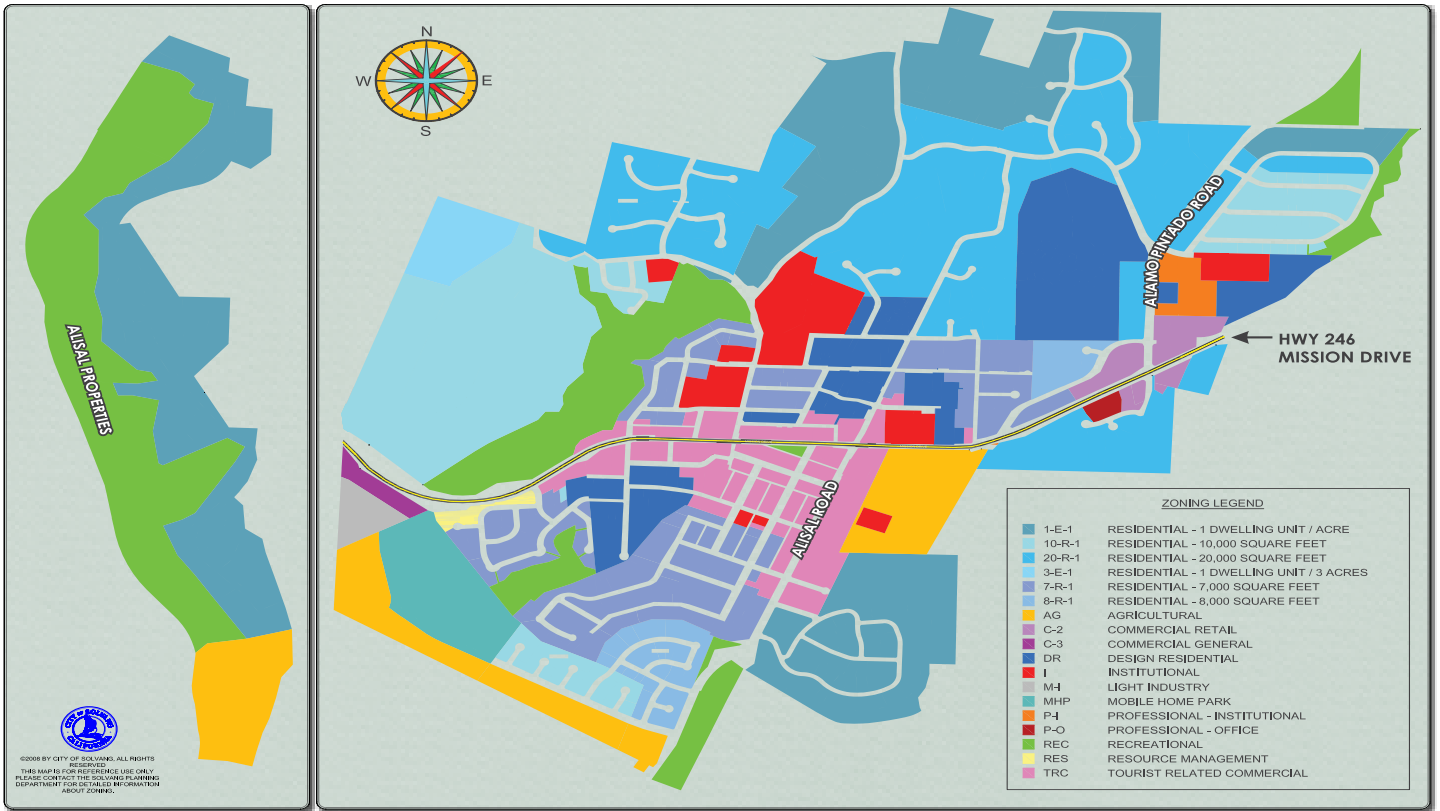 N
W
E
S
ALISAL PROPERTIES
ALAMO PINTADO ROAD
HWY 246
MISSION DRIVE
ALISAL ROAD
ZONING LEGEND
1-E-1 RESIDENTIAL - 1 DWELLING UNIT / ACRE
10-R-1 RESIDENTIAL - 10,000 SQUARE FEET
20-R-1 RESIDENTIAL - 20,000 SQUARE FEET
3-E-1 RESIDENTIAL - 1 DWELLING UNIT / 3 ACRES
7-R-1 RESIDENTIAL - 7,000 SQUARE FEET
8-R-1 RESIDENTIAL - 8,000 SQUARE FEET
AG AGRICULTURAL
C-2 COMMERCIAL RETAIL
C-3 COMMERCIAL GENERAL
DR DESIGN RESIDENTIAL
I INSTITUTIONAL
M-I LIGHT INDUSTRY
MHP MOBILE HOME PARK
P-I PROFESSIONAL - INSTITUTIONAL
P-O PROFESSIONAL - OFFICE
REC RECREATIONAL
RES RESOURCE MANAGEMENT
TRC TOURIST RELATED COMMERCIAL
CITY OF SOLVANG
CALIFORNIA
©2006 BY CITY OF SOLVANG, ALL RIGHTS
RESERVED
THIS MAP IS FOR REFERENCE USE ONLY
PLEASE CONTACT THE SOLVANG PLANNING
DEPARTMENT FOR DETAILED INFORMATION
ABOUT ZONING.